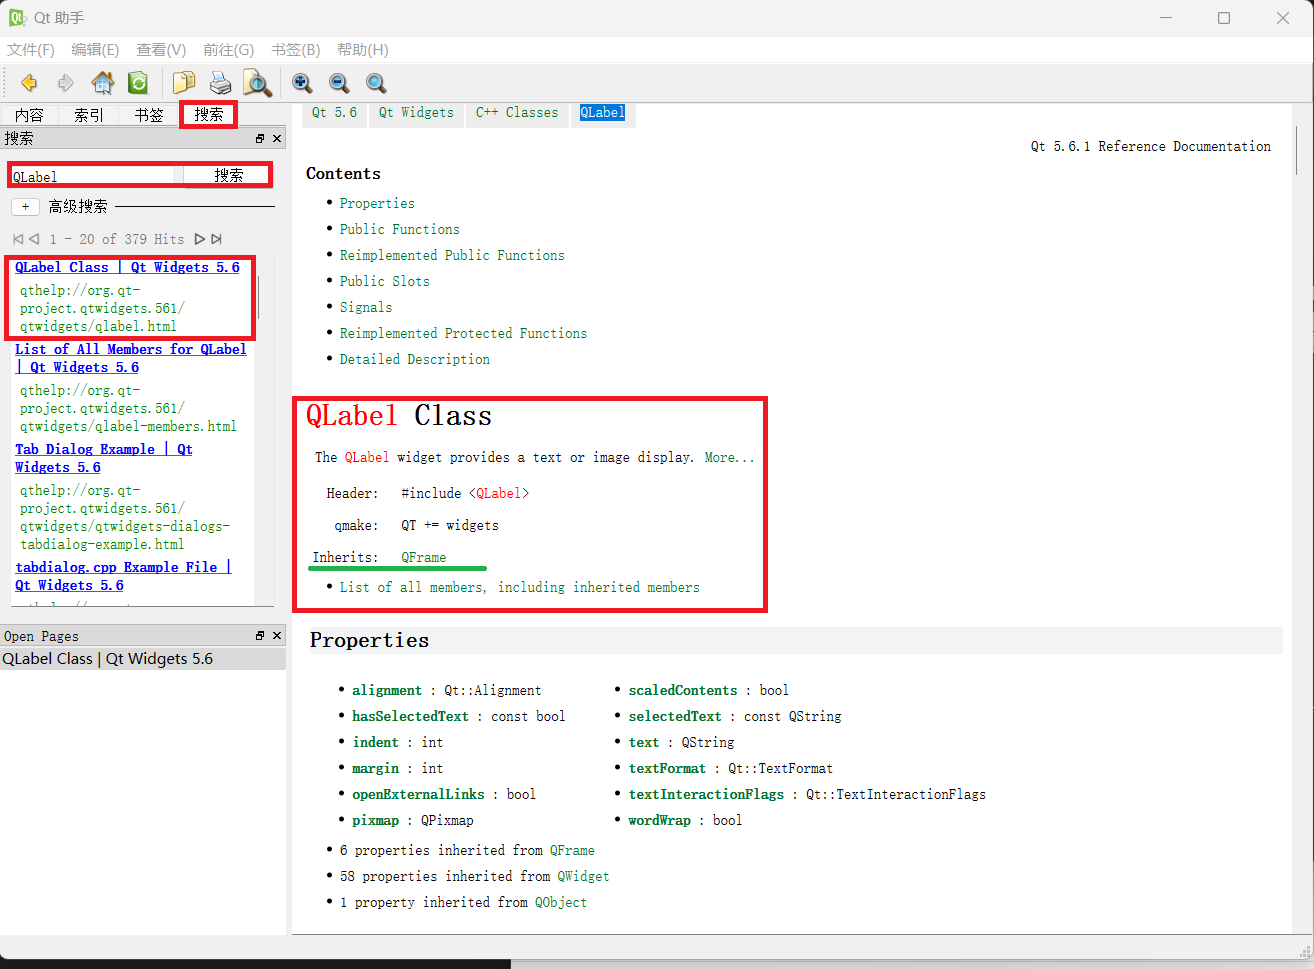 Qt 助手
文件(F) 编辑(E) 查看(V) 前往(G) 书签(B) 帮助(H)
内容 索引 书签 搜索
搜索
QLabel 搜索
+ 高级搜索
1 - 20 of 379 Hits
QLabel Class | Qt Widgets 5.6
qthelp://org.qt-
project.qtwidgets.561/
qtwidgets/qlabel.html
List of All Members for QLabel
| Qt Widgets 5.6
qthelp://org.qt-
project.qtwidgets.561/
qtwidgets/qlabel-members.html
Tab Dialog Example | Qt
Widgets 5.6
qthelp://org.qt-
project.qtwidgets.561/
qtwidgets/qtwidgets-dialogs-
tabdialog-example.html
tabdialog.cpp Example File |
Qt Widgets 5.6
Open Pages
QLabel Class | Qt Widgets 5.6
Qt 5.6 Qt Widgets C++ Classes QLabel
Qt 5.6.1 Reference Documentation
Contents
• Properties
• Public Functions
• Reimplemented Public Functions
• Public Slots
• Signals
• Reimplemented Protected Functions
• Detailed Description
QLabel Class
The QLabel widget provides a text or image display. More...
Header: #include <QLabel>
qmake: QT += widgets
Inherits: QFrame
• List of all members, including inherited members
Properties
• alignment : Qt::Alignment
• hasSelectedText : const bool
• indent : int
• margin : int
• openExternalLinks : bool
• pixmap : QPixmap
• scaledContents : bool
• selectedText : const QString
• text : QString
• textFormat : Qt::TextFormat
• textInteractionFlags : Qt::TextInteractionFlags
• wordWrap : bool
• 6 properties inherited from QFrame
• 58 properties inherited from QWidget
• 1 property inherited from QObject